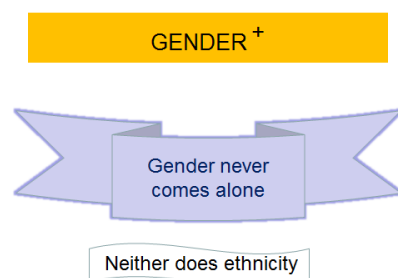 GENDER +
Gender never
comes alone
Neither does ethnicity